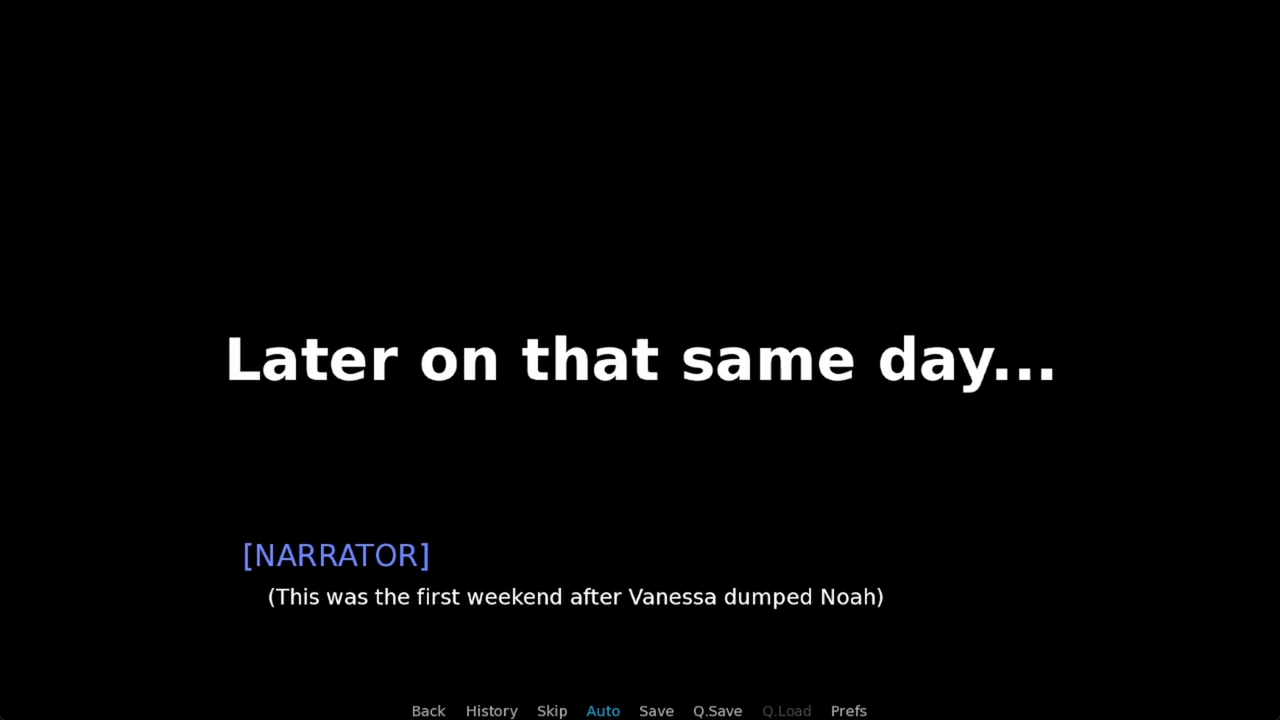 Later on that same day...
[NARRATOR]
(This was the first weekend after Vanessa dumped Noah)
Back History Skip Auto Save Q.Save Q.Load Prefs